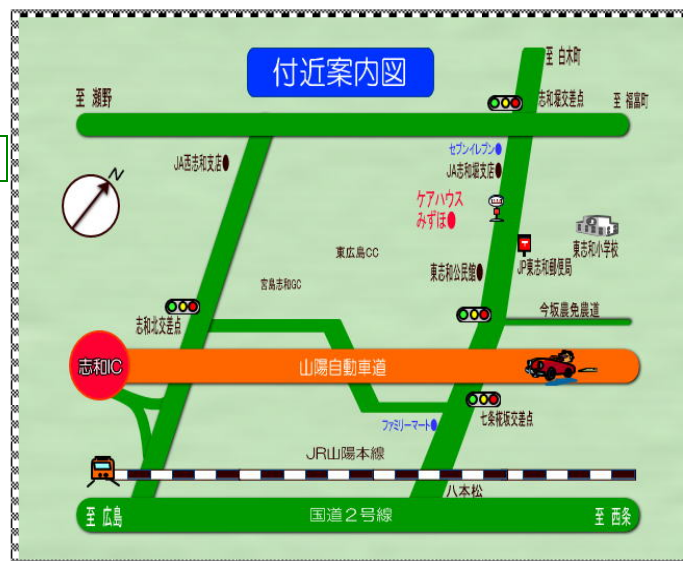 付近案内図
至 白木町
至 瀬野
志和堀交差点
至 福富町
セブンイレブン
JA西志和支店
JA志和堀支店
N
ケアハウス
みずほ
東志和小学校
東広島CC
JP東志和郵便局
東志和公民館
宮島志和GC
今坂農免農道
志和北交差点
志和IC
山陽自動車道
七条椛坂交差点
ファミリーマート
JR山陽本線
八本松
至 広島
国道2号線
至 西条